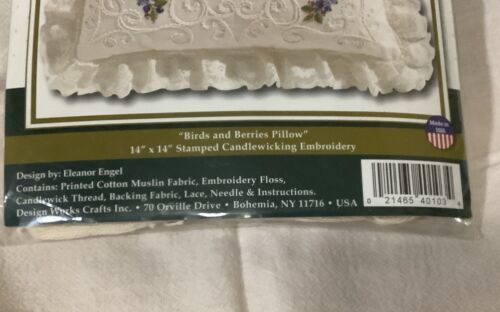 "Birds and Berries Pillow"
14" x 14" Stamped Candlewicking Embroidery
Made in
USA
Design by: Eleanor Engel
Contains: Printed Cotton Muslin Fabric, Embroidery Floss,
Candlewick Thread, Backing Fabric, Lace, Needle & Instructions.
Design Works Crafts Inc. • 70 Orville Drive • Bohemia, NY 11716 • USA
0 21465 40103